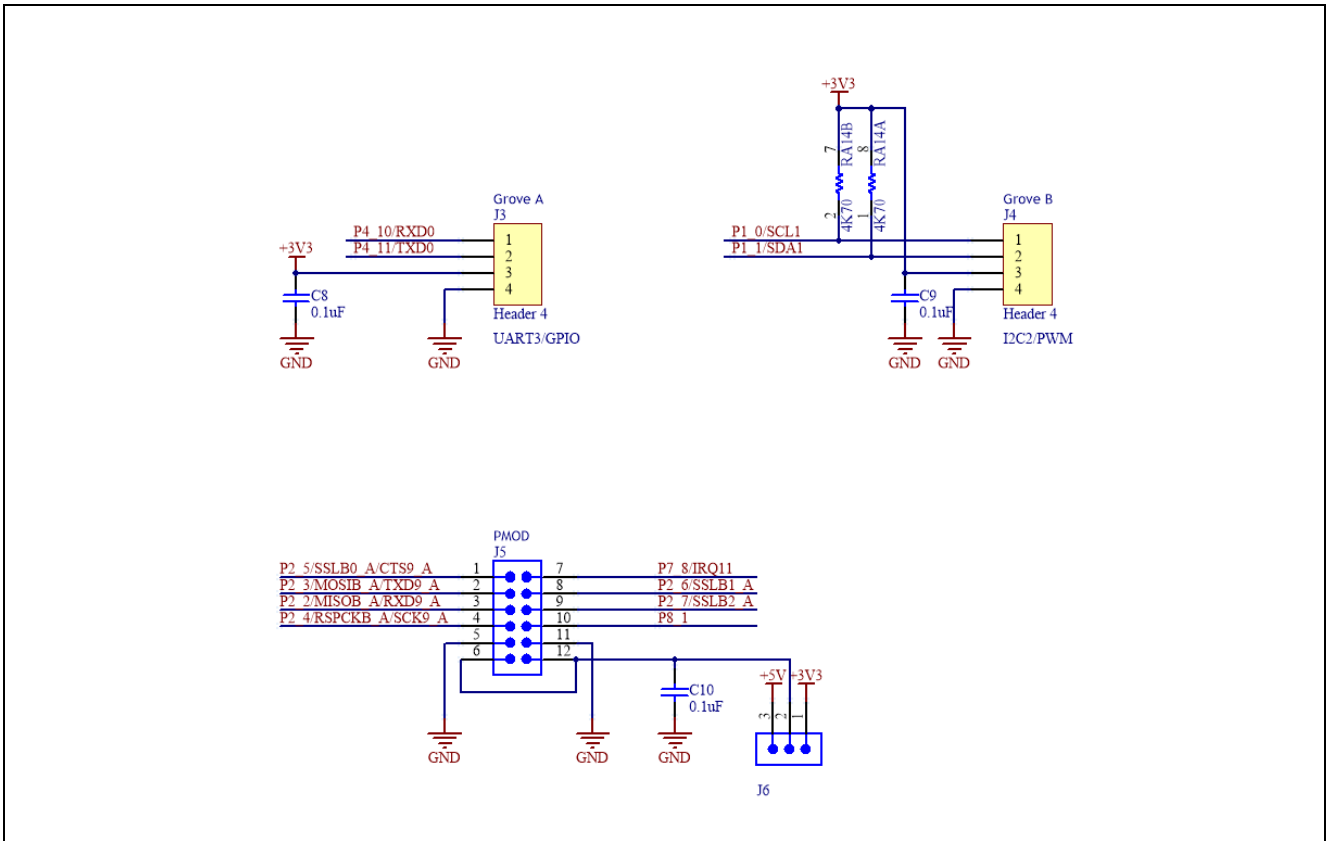 +3V3
7
RA14B
8
RA14A
2
4K70
1
4K70
Grove A
J3
P4_10/RXD0
1
P4_11/TXD0
2
+3V3
3
4
C8
0.1uF
Header 4
UART3/GPIO
GND
GND
Grove B
J4
P1_0/SCL1
1
P1_1/SDA1
2
3
4
C9
0.1uF
Header 4
I2C2/PWM
GND
GND
PMOD
J5
P2_5/SSLB0_A/CTS9_A
1
7
P7_8/IRQ11
P2_3/MOSIB_A/TXD9_A
2
8
P2_6/SSLB1_A
P2_2/MISOB_A/RXD9_A
3
9
P2_7/SSLB2_A
P2_4/RSPCKB_A/SCK9_A
4
10
P8_1
5
11
6
12
C10
0.1uF
+5V
+3V3
3
2
1
GND
GND
GND
J6